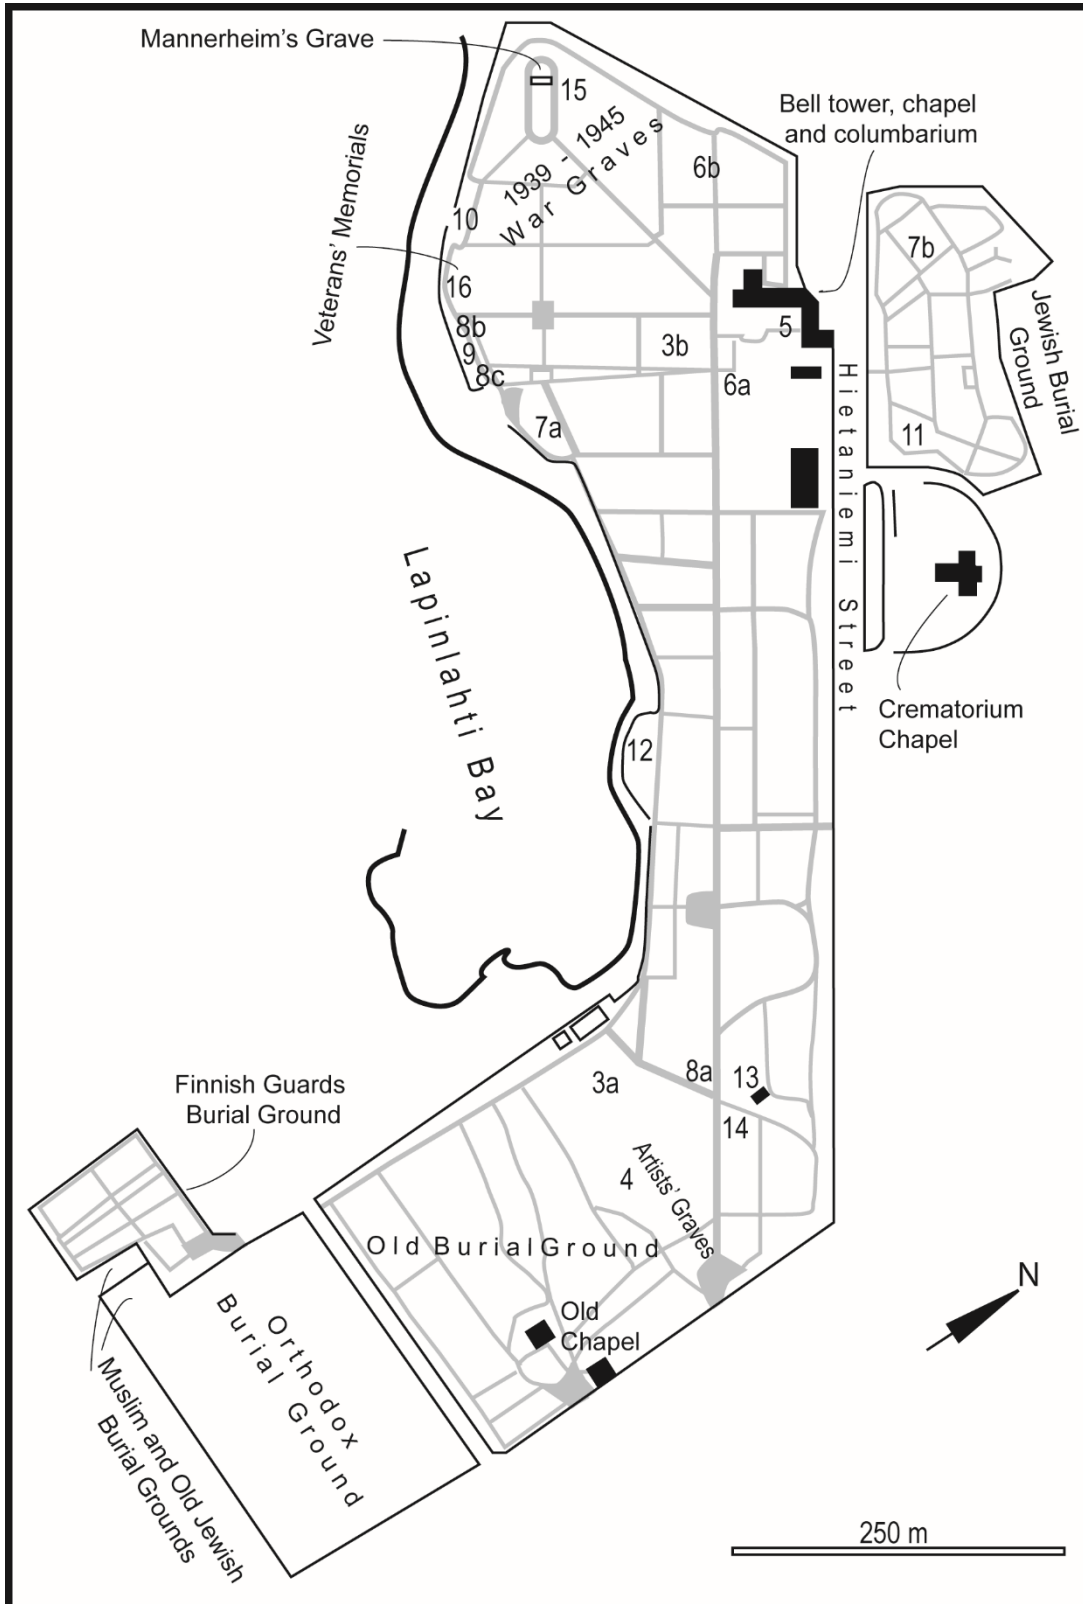 Mannerheim's Grave
15
1939 - 1945
War Graves
Bell tower, chapel
and columbarium
Veterans' Memorials
6b
10
7b
16
5
Jewish Burial
Ground
8b
9
8c
3b
6a
7a
11
Hietaniemi Street
Lapinlahti Bay
Crematorium
Chapel
12
Finnish Guards
Burial Ground
3a
8a
13
14
4
Artists' Graves
Old Burial Ground
Old
Chapel
N
Orthodox
Burial Ground
Muslim and Old Jewish
Burial Grounds
250 m